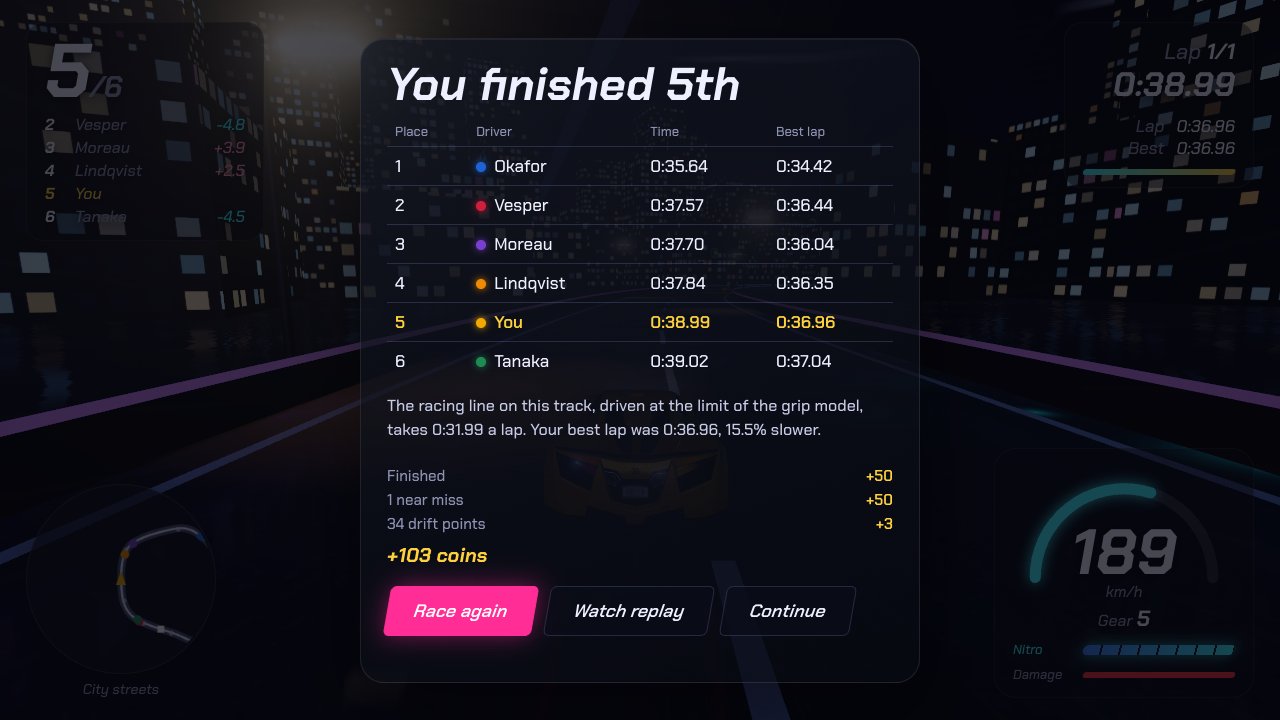 5/6
2 Vesper -4.8
3 Moreau +3.9
4 Lindqvist +2.5
5 You
6 Tanaka -4.5
You finished 5th
Place Driver Time Best lap
1 Okafor 0:35.64 0:34.42
2 Vesper 0:37.57 0:36.44
3 Moreau 0:37.70 0:36.04
4 Lindqvist 0:37.84 0:36.35
5 You 0:38.99 0:36.96
6 Tanaka 0:39.02 0:37.04
The racing line on this track, driven at the limit of the grip model,
takes 0:31.99 a lap. Your best lap was 0:36.96, 15.5% slower.
Finished +50
1 near miss +50
34 drift points +3
+103 coins
Race again Watch replay Continue
Lap 1/1
0:38.99
Lap 0:36.96
Best 0:36.96
City streets
189
km/h
Gear 5
Nitro
Damage